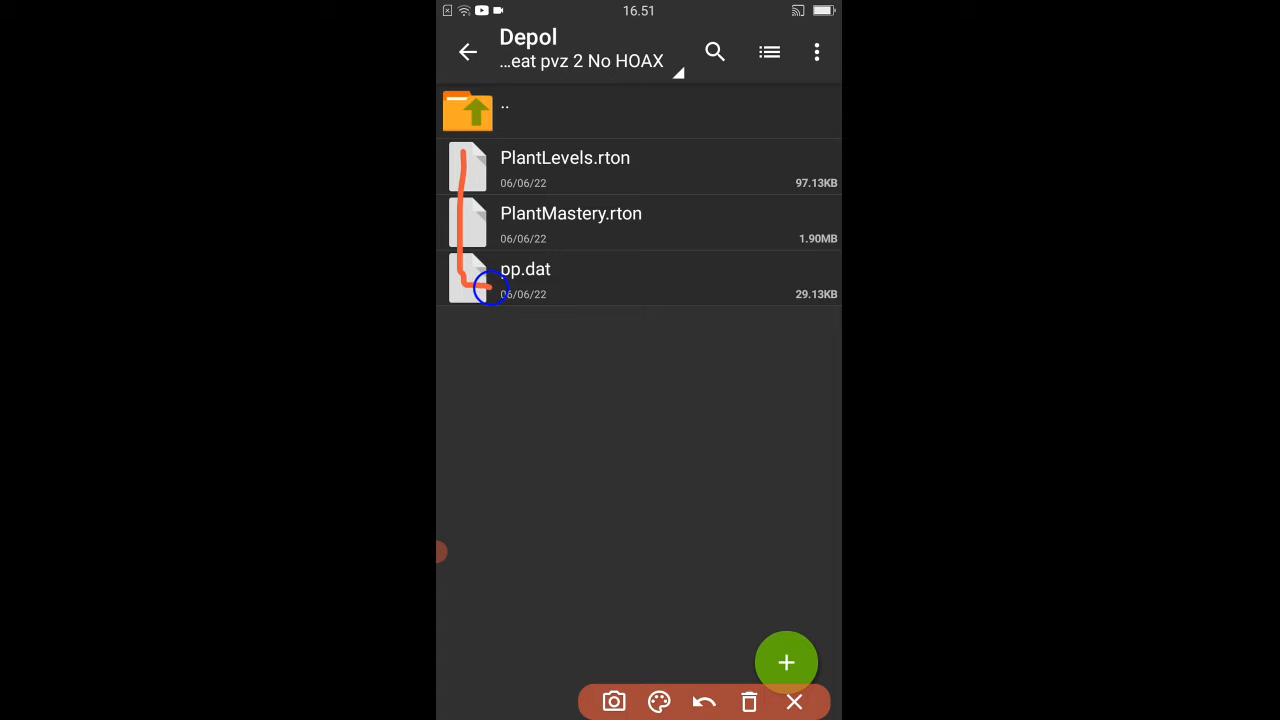 16.51
Depol
...eat pvz 2 No HOAX
..
PlantLevels.rton
06/06/22
97.13KB
PlantMastery.rton
06/06/22
1.90MB
pp.dat
06/06/22
29.13KB